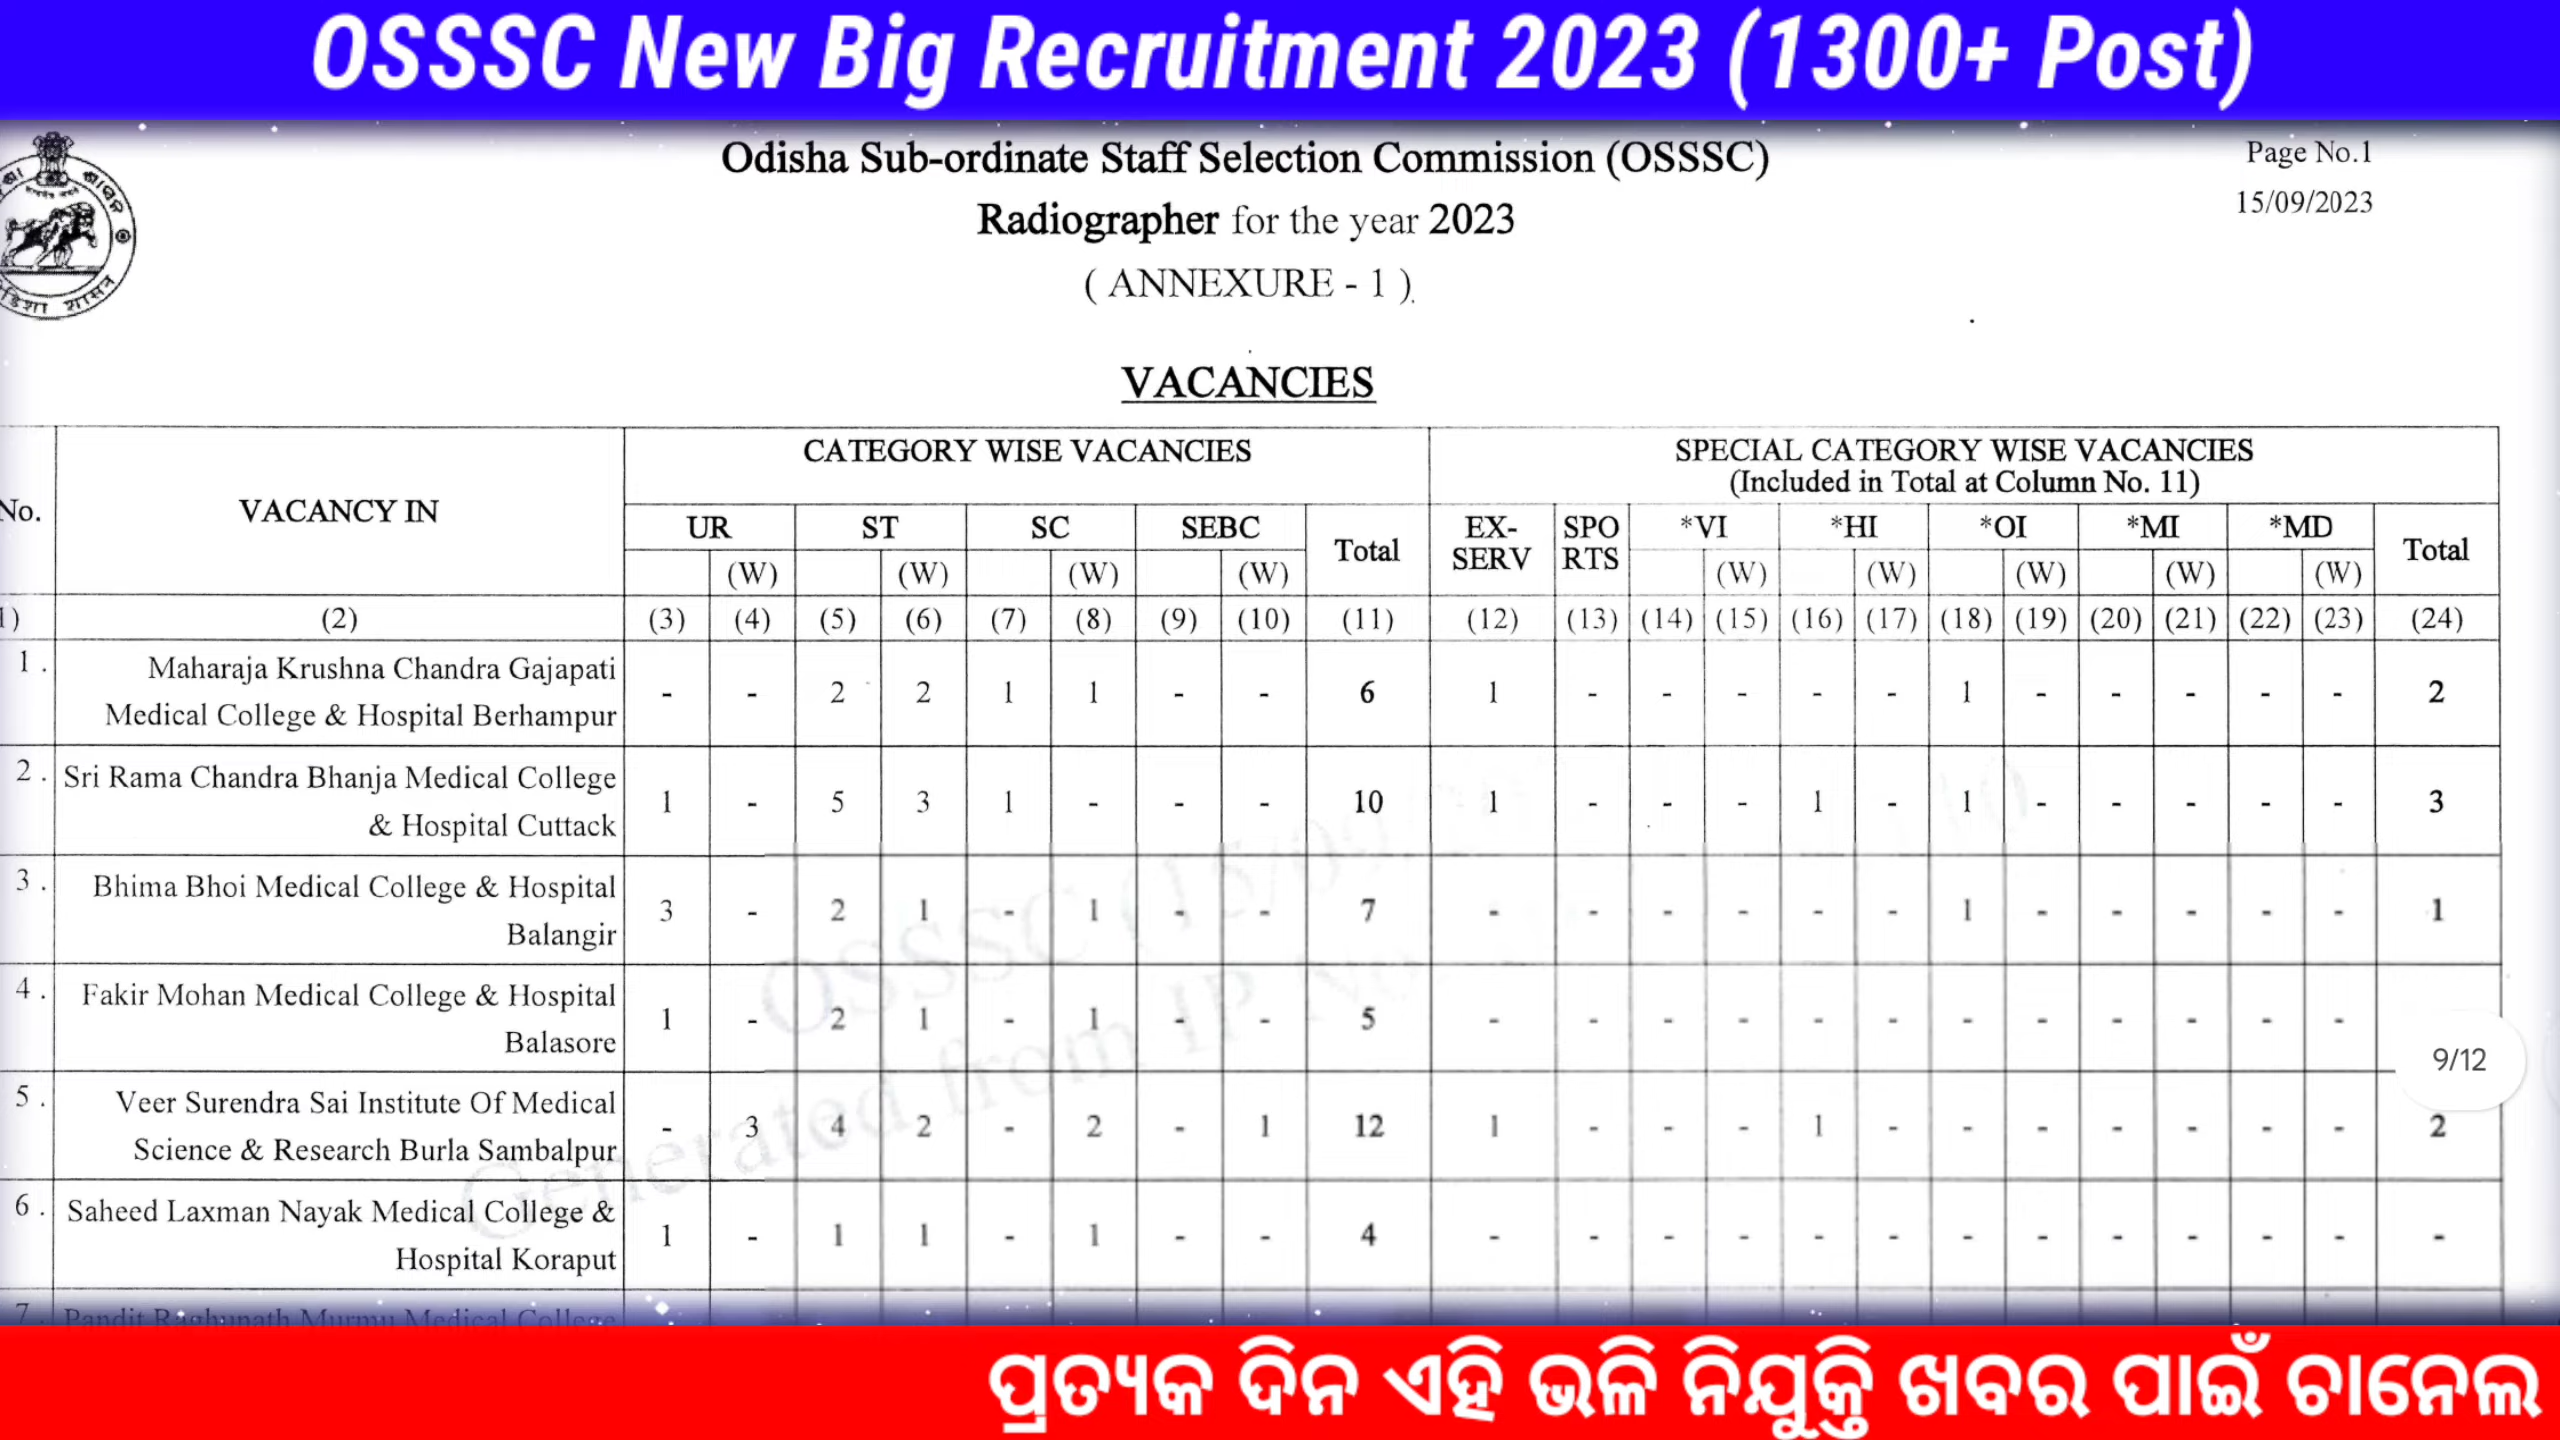 OSSSC New Big Recruitment 2023 (1300+ Post)
Odisha Sub-ordinate Staff Selection Commission (OSSSC)
Page No.1
Radiographer for the year 2023
15/09/2023
( ANNEXURE - 1 )
VACANCIES
No. VACANCY IN CATEGORY WISE VACANCIES SPECIAL CATEGORY WISE VACANCIES
(Included in Total at Column No. 11)
UR ST SC SEBC Total EX-SERV SPORTS *VI *HI *OI *MI *MD Total
(W) (W) (W) (W) (W) (W) (W) (W) (W)
1) (2) (3) (4) (5) (6) (7) (8) (9) (10) (11) (12) (13) (14) (15) (16) (17) (18) (19) (20) (21) (22) (23) (24)
1 . Maharaja Krushna Chandra Gajapati
Medical College & Hospital Berhampur - - 2 2 1 1 - - 6 1 - - - - - 1 - - - - - 2
2 . Sri Rama Chandra Bhanja Medical College
& Hospital Cuttack 1 - 5 3 1 - - - 10 1 - - - 1 - 1 - - - - - 3
3 . Bhima Bhoi Medical College & Hospital
Balangir 3 - 2 1 - 1 - - 7 - - - - - - 1 - - - - - 1
4 . Fakir Mohan Medical College & Hospital
Balasore 1 - 2 1 - 1 - - 5 - - - - - - - - - - - -
9/12
5 . Veer Surendra Sai Institute Of Medical
Science & Research Burla Sambalpur - 3 4 2 - 2 - 1 12 1 - - - 1 - - - - - - - 2
6 . Saheed Laxman Nayak Medical College &
Hospital Koraput 1 - 1 1 - 1 - - 4 - - - - - - - - - - - - -
7 . Pandit Raghunath Murmu Medical College
OSSSC (15/09
Generated from IP No
ପ୍ରତ୍ୟକ ଦିନ ଏହି ଭଳି ନିଯୁକ୍ତି ଖବର ପାଇଁ ଚାନେଲ